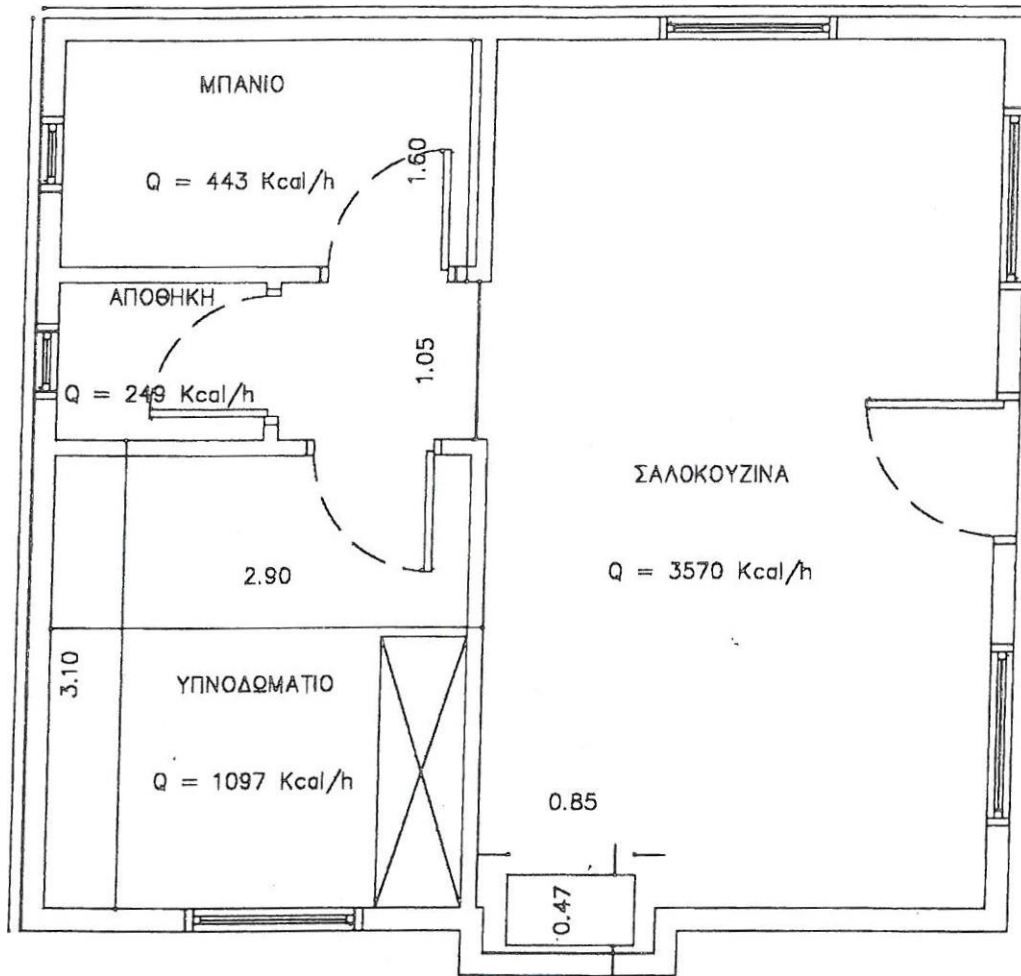 ΜΠΑΝΙΟ
Q = 443 Kcal/h
1.60
ΑΠΟΘΗΚΗ
Q = 249 Kcal/h
1.05
ΣΑΛΟΚΟΥΖΙΝΑ
Q = 3570 Kcal/h
2.90
3.10
ΥΠΝΟΔΩΜΑΤΙΟ
Q = 1097 Kcal/h
0.85
0.47